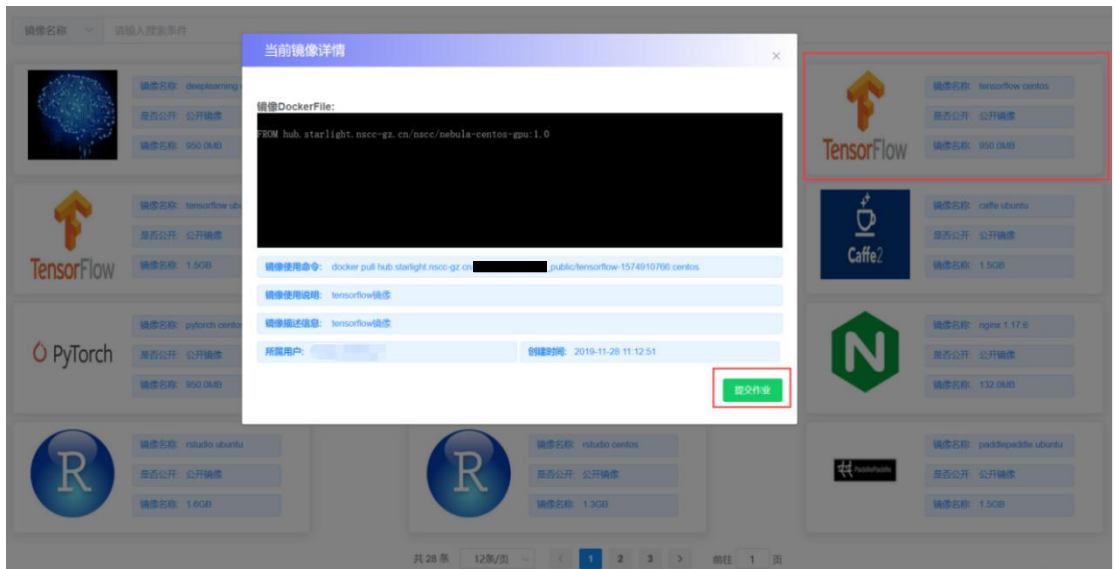 镜像名称 请输入搜索条件
当前镜像详情
镜像DockerFile:
FROM hub.starlight.nscc-gz.cn/nscc/nebula-centos-gpu:1.0
镜像使用命令: docker pull hub.starlight.nscc-gz.cn/ _public/tensorflow-1574910766:centos
镜像使用说明: tensorflow镜像
镜像描述信息: tensorflow镜像
所属用户:
创建时间: 2019-11-28 11:12:51
提交作业
镜像名称: deeplearning
是否公开: 公开镜像
镜像名称: 950.0MB
TensorFlow
镜像名称: tensorflow centos
是否公开: 公开镜像
镜像名称: 950.0MB
TensorFlow
镜像名称: tensorflow ubu
是否公开: 公开镜像
镜像名称: 1.5GB
Caffe2
镜像名称: caffe ubuntu
是否公开: 公开镜像
镜像名称: 1.5GB
PyTorch
镜像名称: pytorch cento
是否公开: 公开镜像
镜像名称: 950.0MB
N
镜像名称: nginx 1.17.6
是否公开: 公开镜像
镜像名称: 132.0MB
R
镜像名称: rstudio ubuntu
是否公开: 公开镜像
镜像名称: 1.6GB
R
镜像名称: rstudio centos
是否公开: 公开镜像
镜像名称: 1.3GB
PaddlePaddle
镜像名称: paddlepaddle ubuntu
是否公开: 公开镜像
镜像名称: 1.5GB
共 28 条 12条/页 1 2 3 前往 1 页